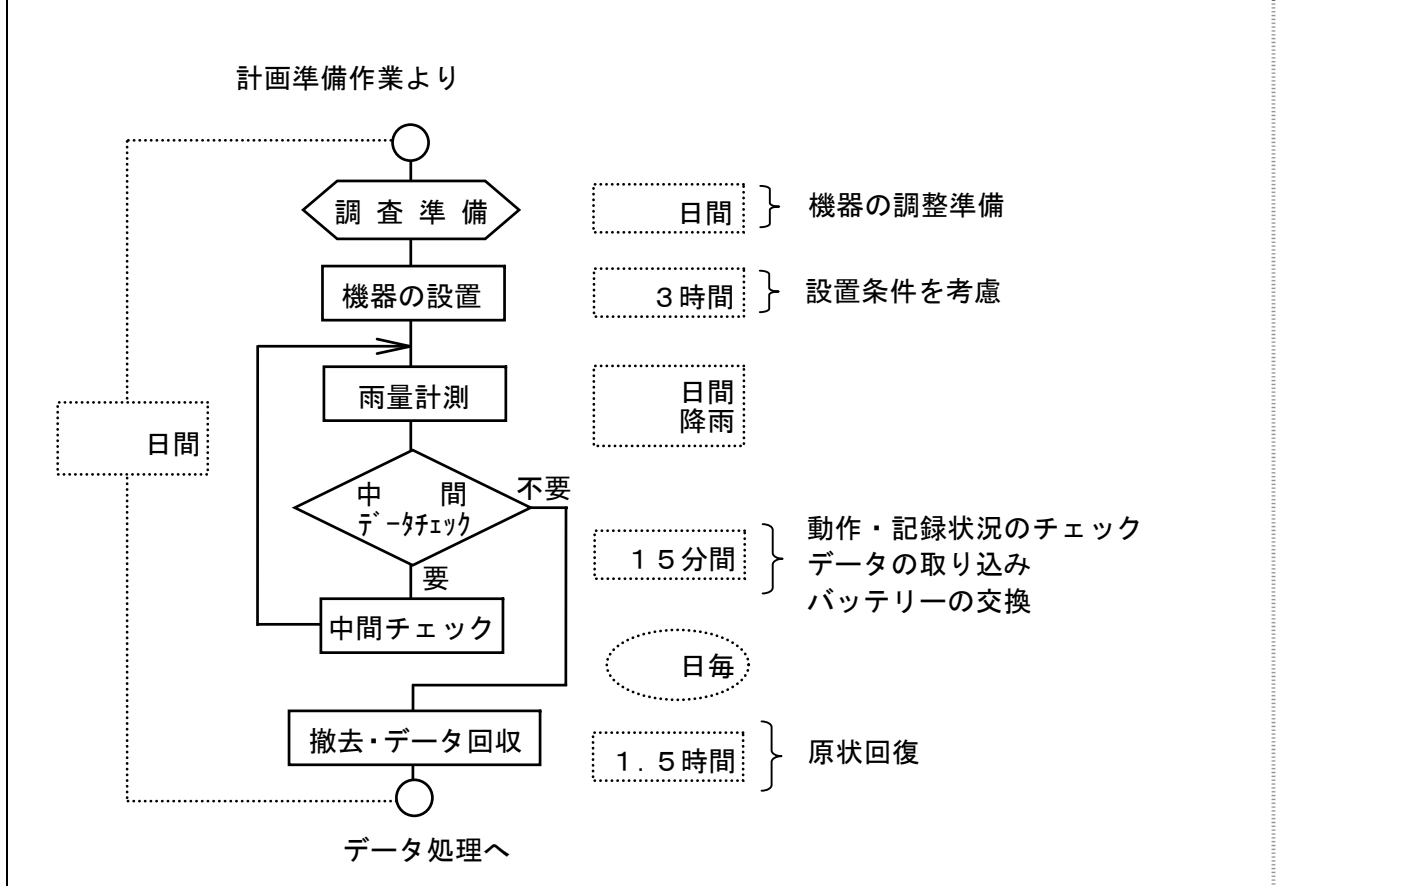 計画準備作業より
調査準備
日間
機器の調整準備
機器の設置
３時間
設置条件を考慮
雨量計測
日間
降雨
日間
中間
ﾃﾞｰﾀﾁｪｯｸ
不要
要
１５分間
動作・記録状況のチェック
データの取り込み
バッテリーの交換
中間チェック
日毎
撤去・データ回収
１．５時間
原状回復
データ処理へ